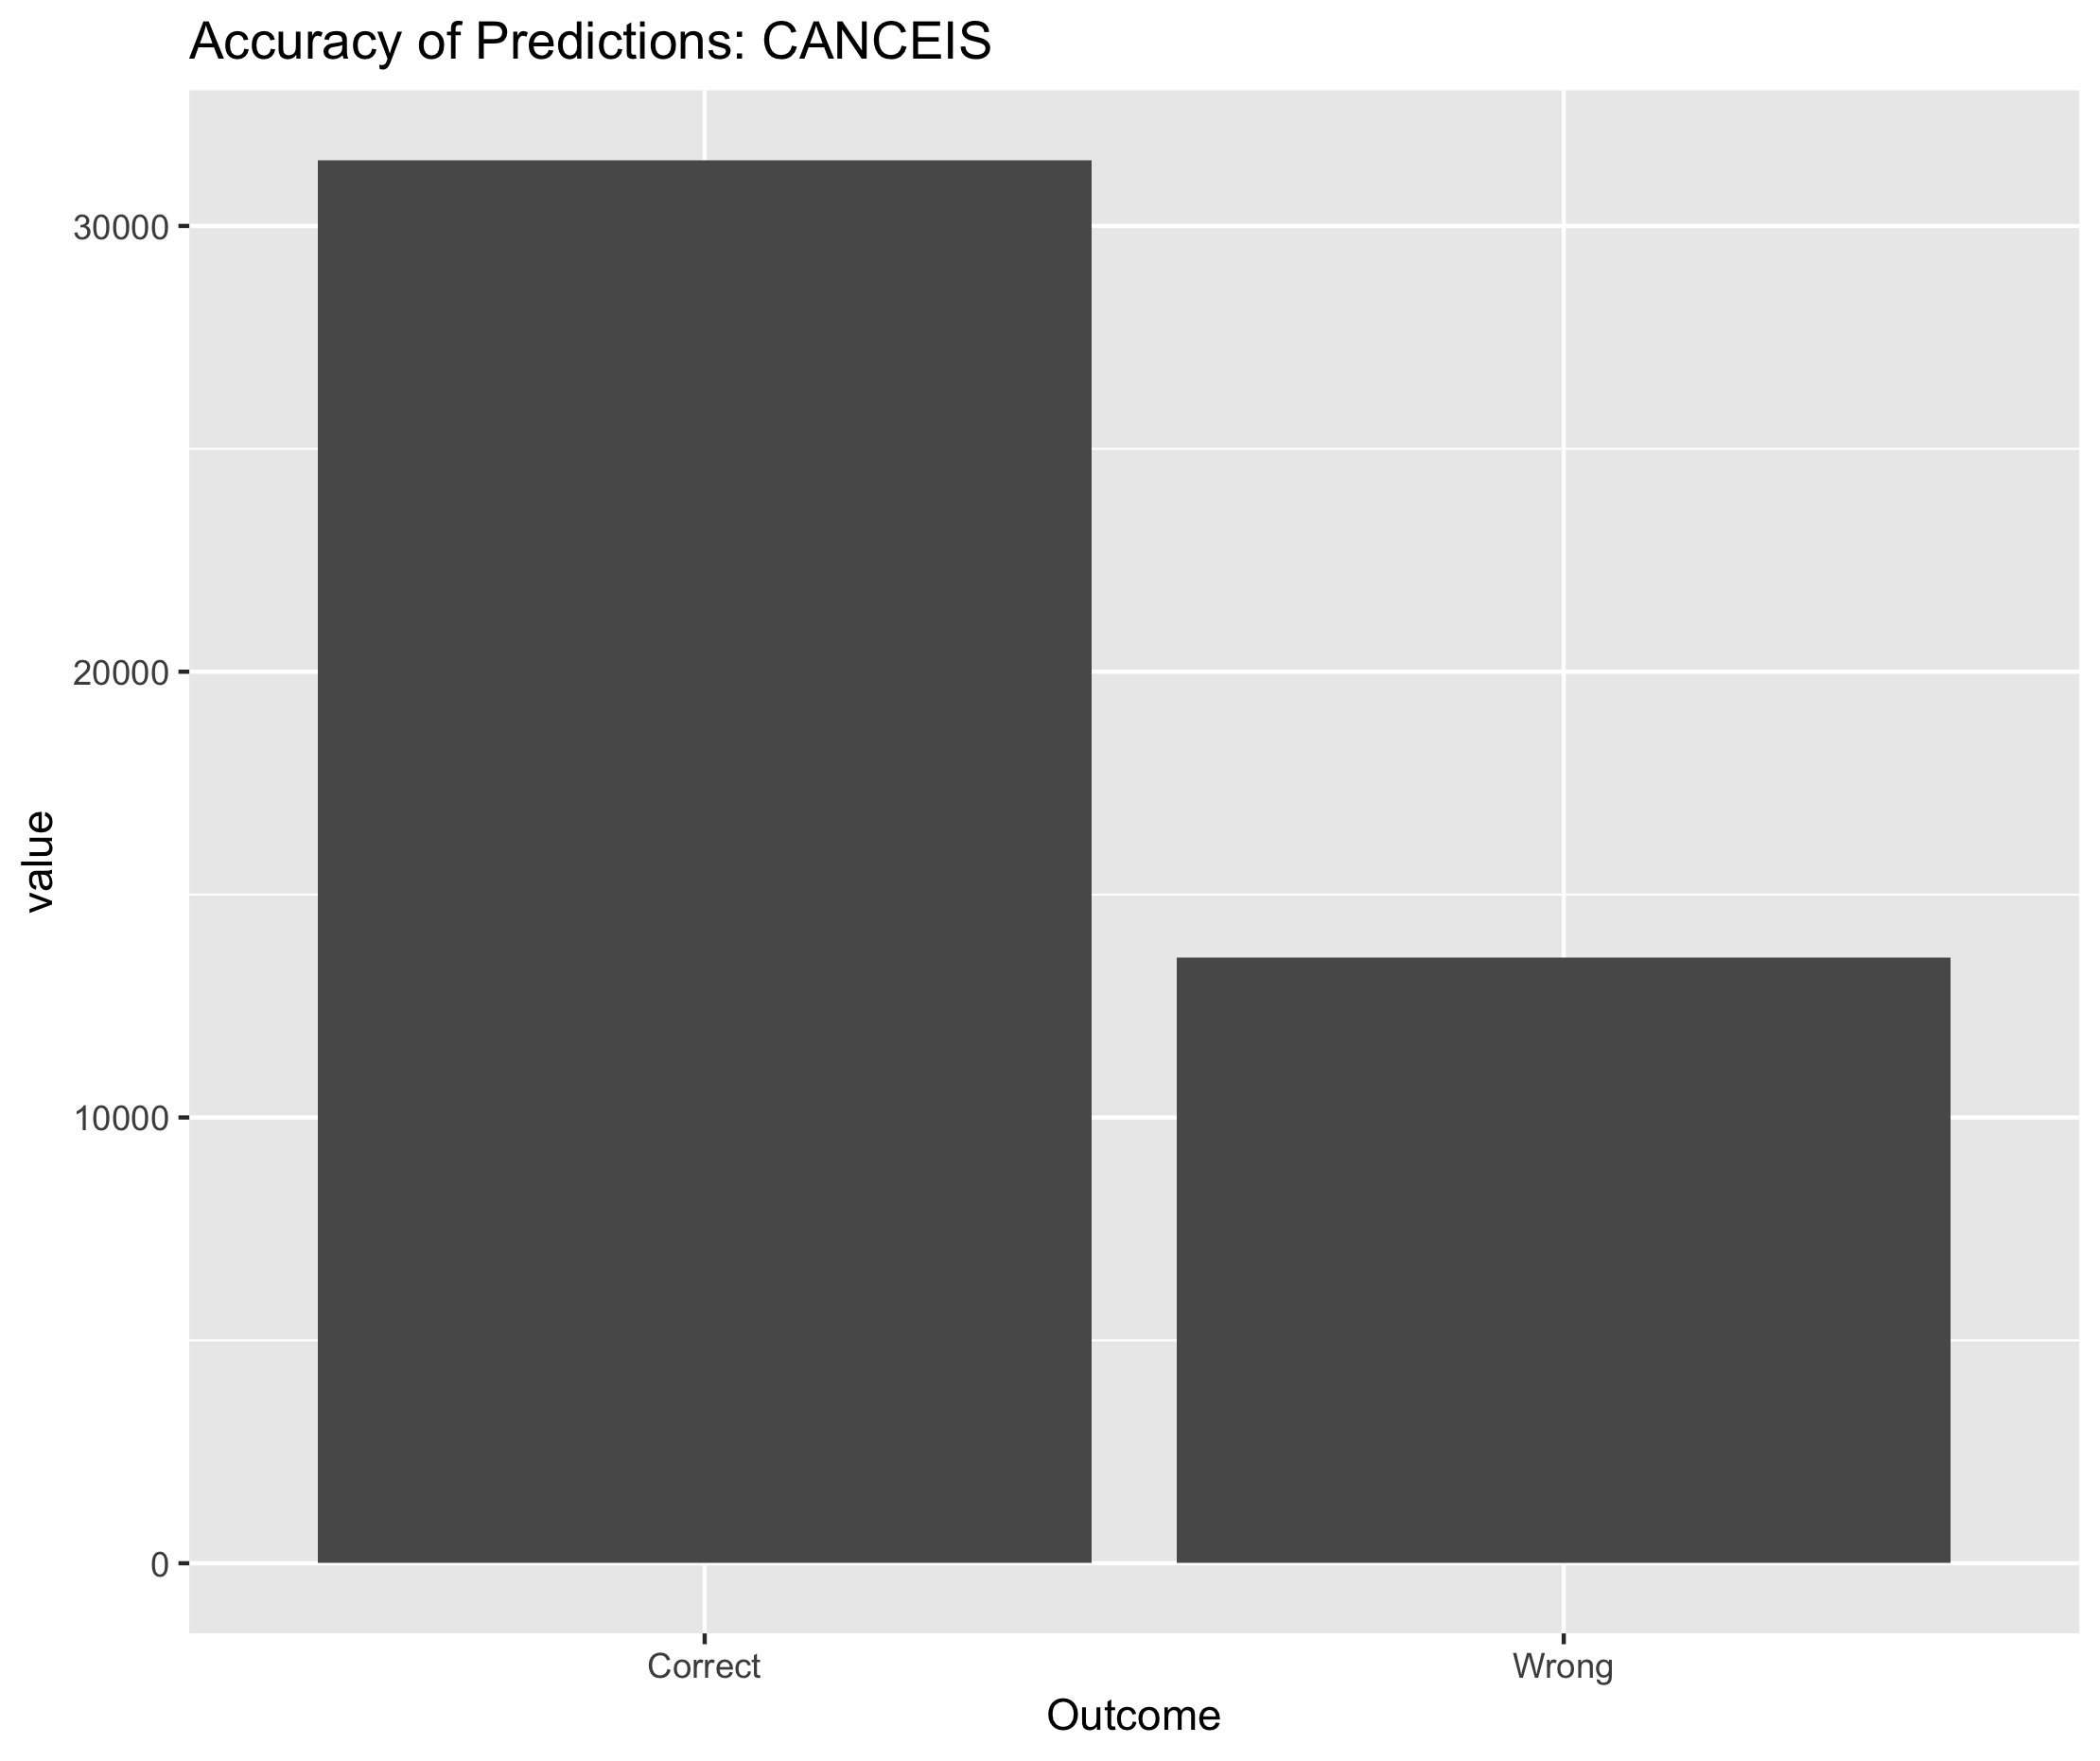 Accuracy of Predictions: CANCEIS
value
30000
20000
10000
0
Correct
Wrong
Outcome